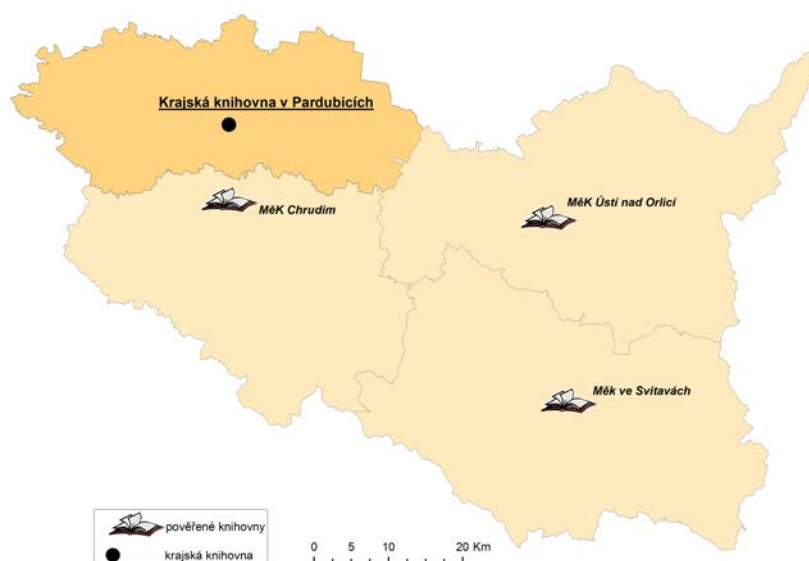 Krajská knihovna v Pardubicích
MěK Chrudim
MěK Ústí nad Orlicí
Měk ve Svitavách
pověřené knihovny
krajská knihovna
0 5 10 20 Km